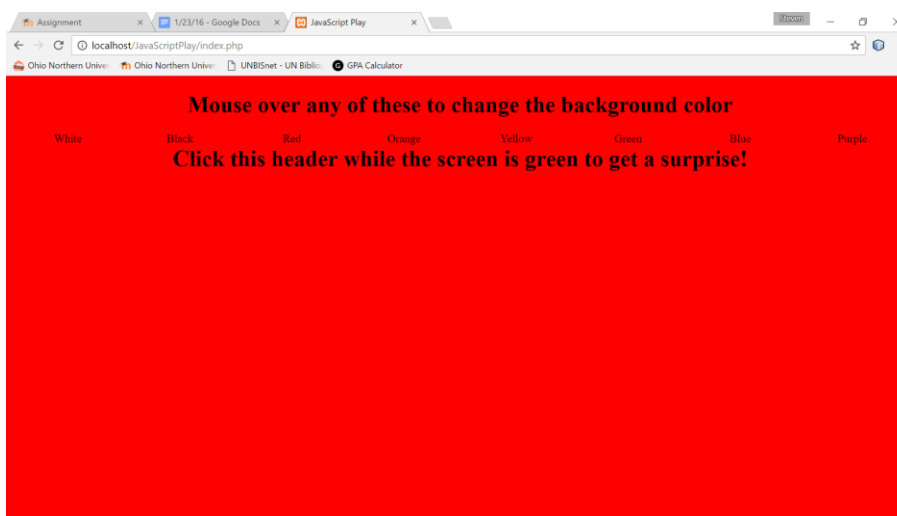 Assignment 1/23/16 - Google Docs JavaScript Play Steven
localhost/JavaScriptPlay/index.php
Ohio Northern Univer Ohio Northern Univer UNBISnet - UN Bibliog GPA Calculator
Mouse over any of these to change the background color
White Black Red Orange Yellow Green Blue Purple
Click this header while the screen is green to get a surprise!